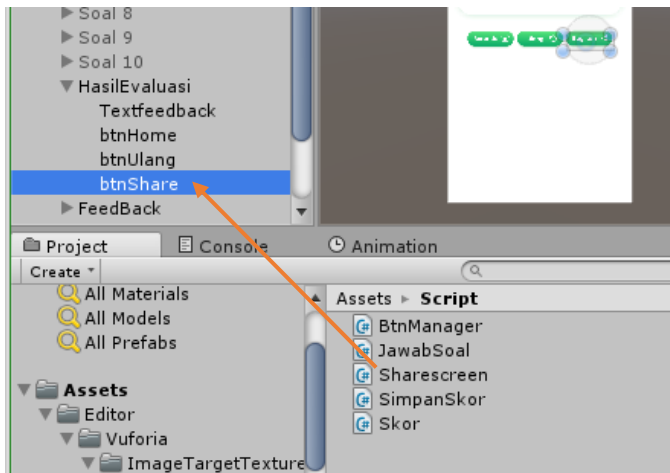 Soal 8
Soal 9
Soal 10
HasilEvaluasi
Textfeedback
btnHome
btnUlang
btnShare
FeedBack
Project
Console
Animation
Create
All Materials
All Models
All Prefabs
Assets
Editor
Vuforia
ImageTargetTexture
Assets Script
BtnManager
JawabSoal
Sharescreen
SimpanSkor
Skor